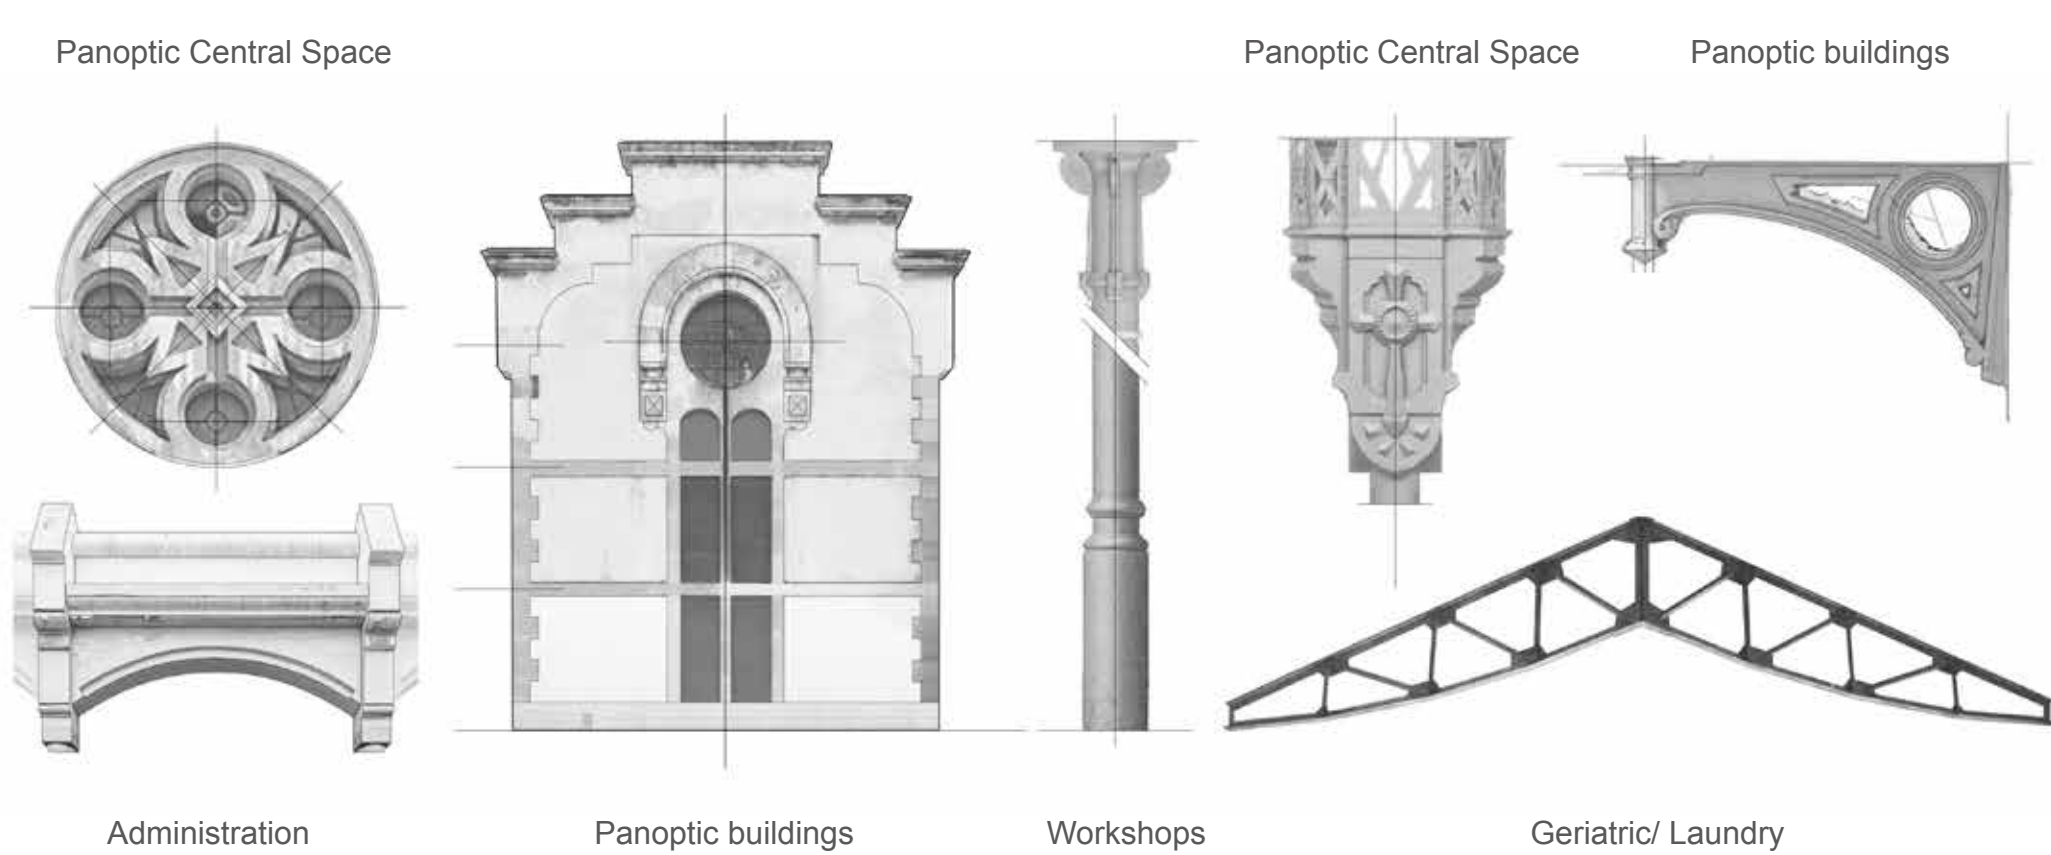 Panoptic Central Space
Panoptic Central Space
Panoptic buildings
Administration
Panoptic buildings
Workshops
Geriatric/ Laundry